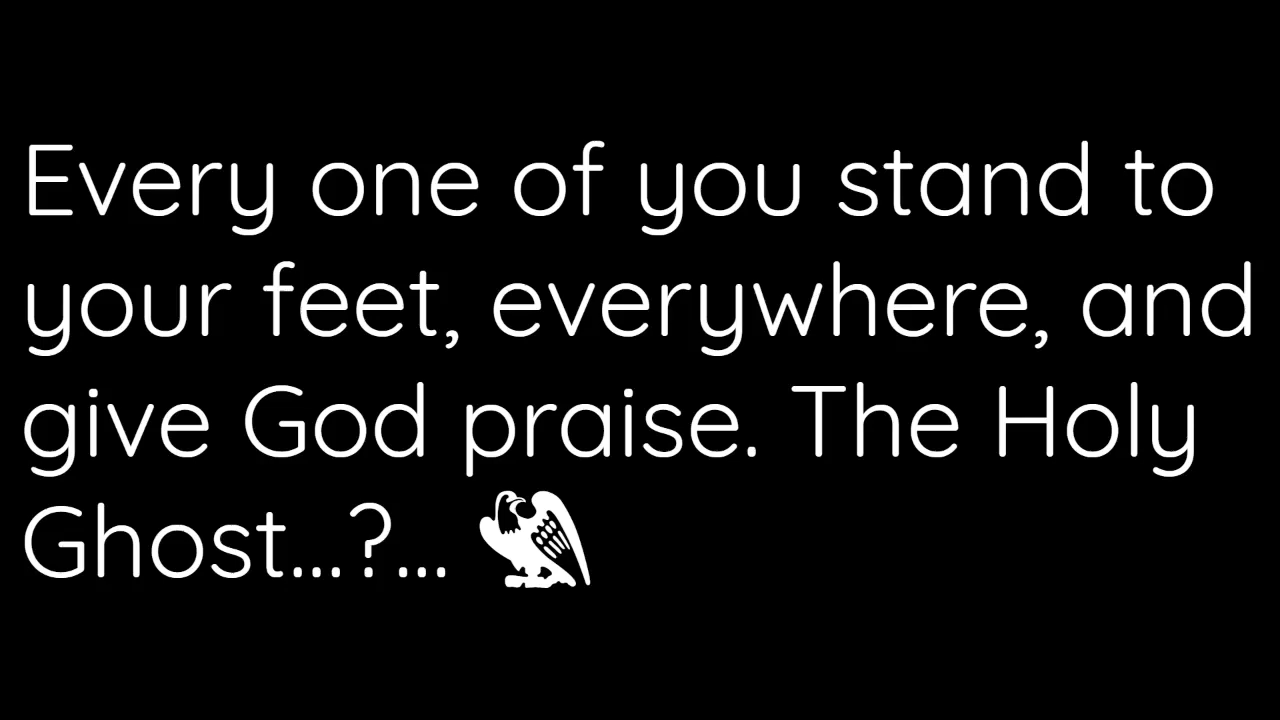 Every one of you stand to
your feet, everywhere, and
give God praise. The Holy
Ghost...?...